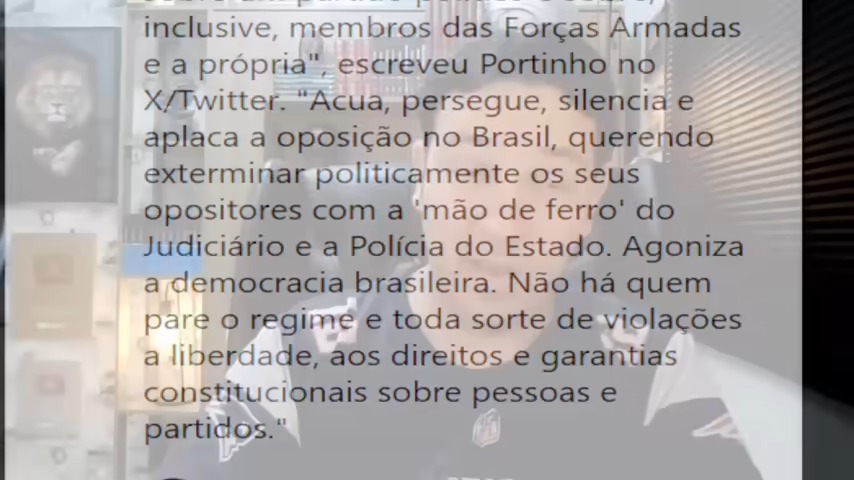 inclusive, membros das Forças Armadas
e a própria", escreveu Portinho no
X/Twitter. "Acua, persegue, silencia e
aplaca a oposição no Brasil, querendo
exterminar politicamente os seus
opositores com a 'mão de ferro' do
Judiciário e a Polícia do Estado. Agoniza
a democracia brasileira. Não há quem
pare o regime e toda sorte de violações
a liberdade, aos direitos e garantias
constitucionais sobre pessoas e
partidos."
NFL